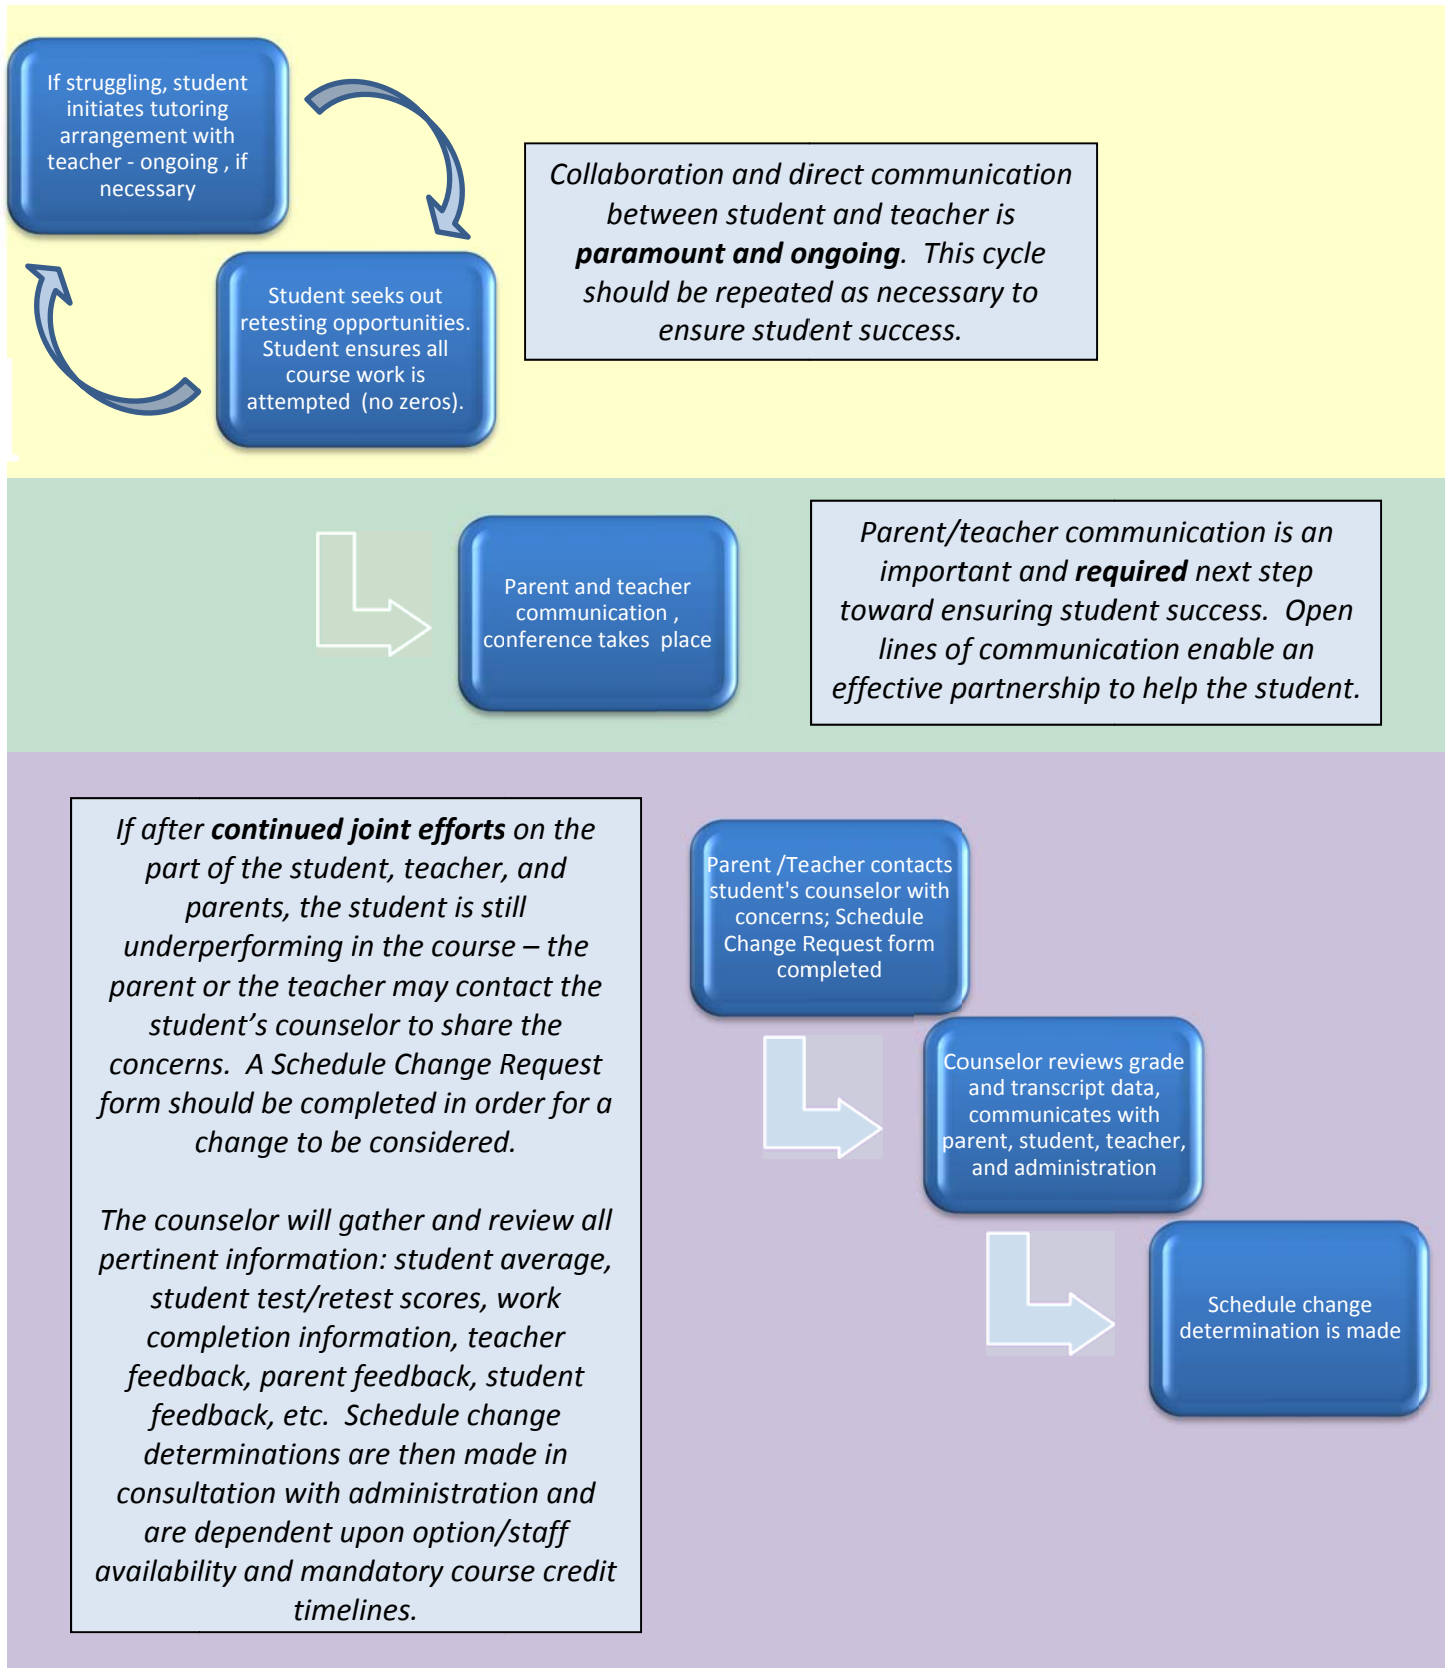 If struggling, student
initiates tutoring
arrangement with
teacher - ongoing , if
necessary
Collaboration and direct communication
between student and teacher is
paramount and ongoing.  This cycle
should be repeated as necessary to
ensure student success.
Student seeks out
retesting opportunities.
Student ensures all
course work is
attempted  (no zeros).
Parent and teacher
communication ,
conference takes  place
Parent/teacher communication is an
important and required next step
toward ensuring student success.  Open
lines of communication enable an
effective partnership to help the student.
If after continued joint efforts on the
part of the student, teacher, and
parents, the student is still
underperforming in the course – the
parent or the teacher may contact the
student’s counselor to share the
concerns.  A Schedule Change Request
form should be completed in order for a
change to be considered.
The counselor will gather and review all
pertinent information: student average,
student test/retest scores, work
completion information, teacher
feedback, parent feedback, student
feedback, etc.  Schedule change
determinations are then made in
consultation with administration and
are dependent upon option/staff
availability and mandatory course credit
timelines.
Parent /Teacher contacts
student's counselor with
concerns; Schedule
Change Request form
completed
Counselor reviews grade
and transcript data,
communicates with
parent, student, teacher,
and administration
Schedule change
determination is made